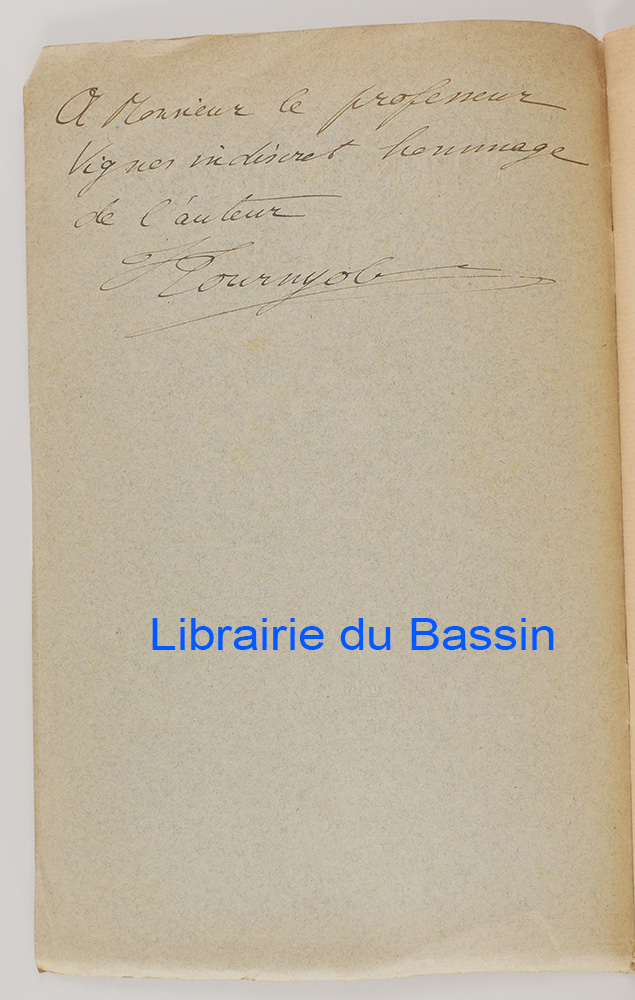 A Monsieur le professeur
Vignes indiscret hommage
de l'auteur
Librairie du Bassin